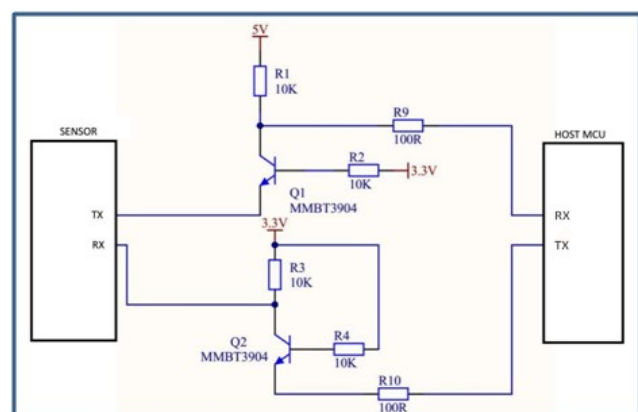 5V
R1
10K
R9
100R
SENSOR
HOST MCU
R2
10K
3.3V
Q1
MMBT3904
TX
RX
RX
TX
3.3V
R3
10K
Q2
MMBT3904
R4
10K
R10
100R